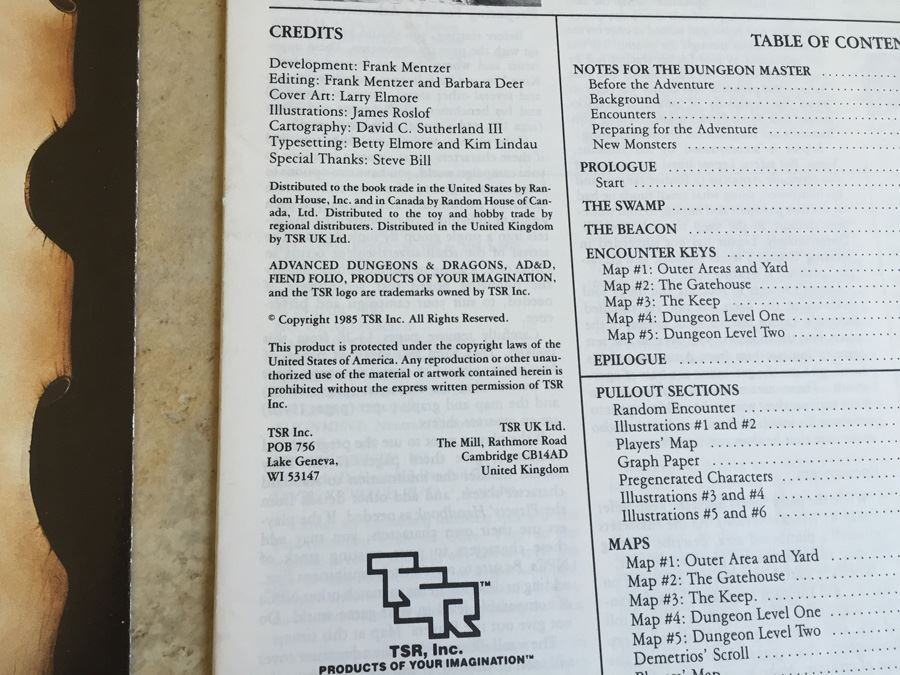 CREDITS
Development: Frank Mentzer
Editing: Frank Mentzer and Barbara Deer
Cover Art: Larry Elmore
Illustrations: James Roslof
Cartography: David C. Sutherland III
Typesetting: Betty Elmore and Kim Lindau
Special Thanks: Steve Bill
Distributed to the book trade in the United States by Ran-
dom House, Inc. and in Canada by Random House of Can-
ada, Ltd. Distributed to the toy and hobby trade by
regional distributers. Distributed in the United Kingdom
by TSR UK Ltd.
ADVANCED DUNGEONS & DRAGONS, AD&D,
FIEND FOLIO, PRODUCTS OF YOUR IMAGINATION,
and the TSR logo are trademarks owned by TSR Inc.
© Copyright 1985 TSR Inc. All Rights Reserved.
This product is protected under the copyright laws of the
United States of America. Any reproduction or other unau-
thorized use of the material or artwork contained herein is
prohibited without the express written permission of TSR
Inc.
TSR Inc.
POB 756
Lake Geneva,
WI 53147
TSR UK Ltd.
The Mill, Rathmore Road
Cambridge CB14AD
United Kingdom
TSR™
TSR, Inc.
PRODUCTS OF YOUR IMAGINATION™
TABLE OF CONTEN
NOTES FOR THE DUNGEON MASTER
Before the Adventure
Background
Encounters
Preparing for the Adventure
New Monsters
PROLOGUE
Start
THE SWAMP
THE BEACON
ENCOUNTER KEYS
Map #1: Outer Areas and Yard
Map #2: The Gatehouse
Map #3: The Keep
Map #4: Dungeon Level One
Map #5: Dungeon Level Two
EPILOGUE
PULLOUT SECTIONS
Random Encounter
Illustrations #1 and #2
Players' Map
Graph Paper
Pregenerated Characters
Illustrations #3 and #4
Illustrations #5 and #6
MAPS
Map #1: Outer Area and Yard
Map #2: The Gatehouse
Map #3: The Keep.
Map #4: Dungeon Level One
Map #5: Dungeon Level Two
Demetrios' Scroll